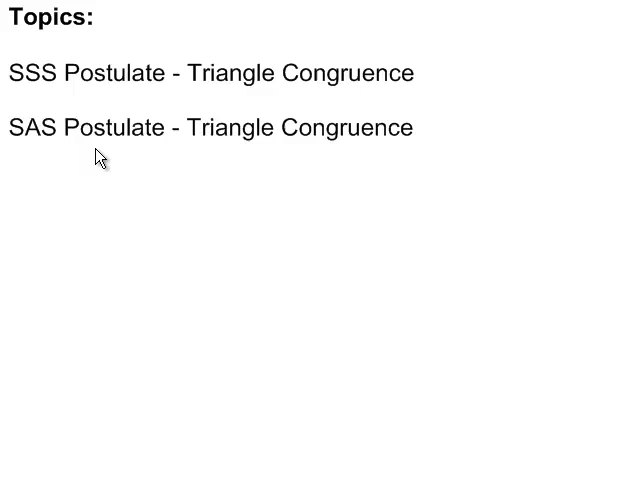 Topics:
SSS Postulate - Triangle Congruence
SAS Postulate - Triangle Congruence